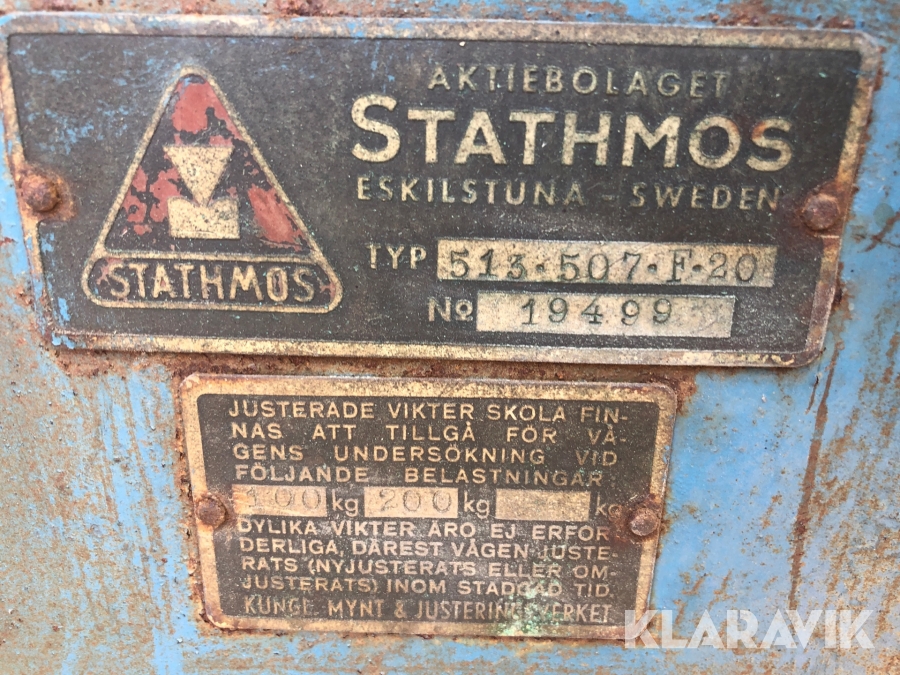 AKTIEBOLAGET
STATHMOS
ESKILSTUNA - SWEDEN
STATHMOS
TYP 513·507·F·20
No 19499
JUSTERADE VIKTER SKOLA FIN-
NAS ATT TILLGÅ FÖR VÅ-
GENS UNDERSÖKNING VID
FÖLJANDE BELASTNINGAR
100 kg 200 kg kg
DYLIKA VIKTER ÄRO EJ ERFOR
DERLIGA, DÄREST VÅGEN JUSTE-
RATS (NYJUSTERATS ELLER OM-
JUSTERATS) INOM STADGAD TID.
KUNGL. MYNT & JUSTERINGSVERKET
KLARAVIK